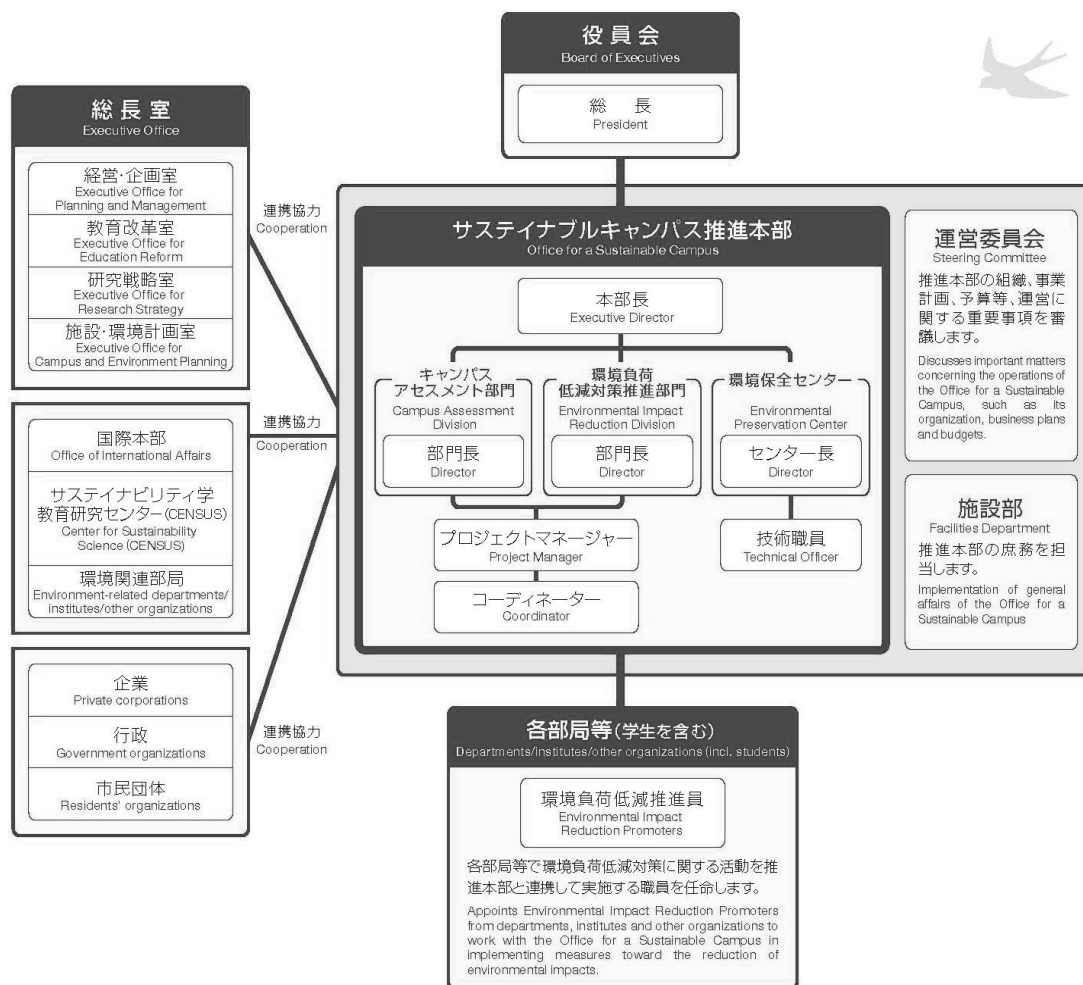 役員会
Board of Executives
総 長
President
総長室
Executive Office
経営・企画室
Executive Office for
Planning and Management
教育改革室
Executive Office for
Education Reform
研究戦略室
Executive Office for
Research Strategy
施設・環境計画室
Executive Office for
Campus and Environment Planning
連携協力
Cooperation
国際本部
Office of International Affairs
サステイナビリティ学
教育研究センター(CENSUS)
Center for Sustainability
Science (CENSUS)
環境関連部局
Environment-related departments/
institutes/other organizations
連携協力
Cooperation
企業
Private corporations
行政
Government organizations
市民団体
Residents' organizations
連携協力
Cooperation
サステイナブルキャンパス推進本部
Office for a Sustainable Campus
本部長
Executive Director
キャンパス
アセスメント部門
Campus Assessment
Division
部門長
Director
環境負荷
低減対策推進部門
Environmental Impact
Reduction Division
部門長
Director
環境保全センター
Environmental
Preservation Center
センター長
Director
プロジェクトマネージャー
Project Manager
コーディネーター
Coordinator
技術職員
Technical Officer
運営委員会
Steering Committee
推進本部の組織、事業
計画、予算等、運営に
関する重要事項を審
議します。
Discusses important matters
concerning the operations of
the Office for a Sustainable
Campus, such as its
organization, business plans
and budgets.
施設部
Facilities Department
推進本部の庶務を担
当します。
Implementation of general
affairs of the Office for a
Sustainable Campus
各部局等(学生を含む)
Departments/institutes/other organizations (incl. students)
環境負荷低減推進員
Environmental Impact
Reduction Promoters
各部局等で環境負荷低減対策に関する活動を推
進本部と連携して実施する職員を任命します。
Appoints Environmental Impact Reduction Promoters
from departments, institutes and other organizations to
work with the Office for a Sustainable Campus in
implementing measures toward the reduction of
environmental impacts.